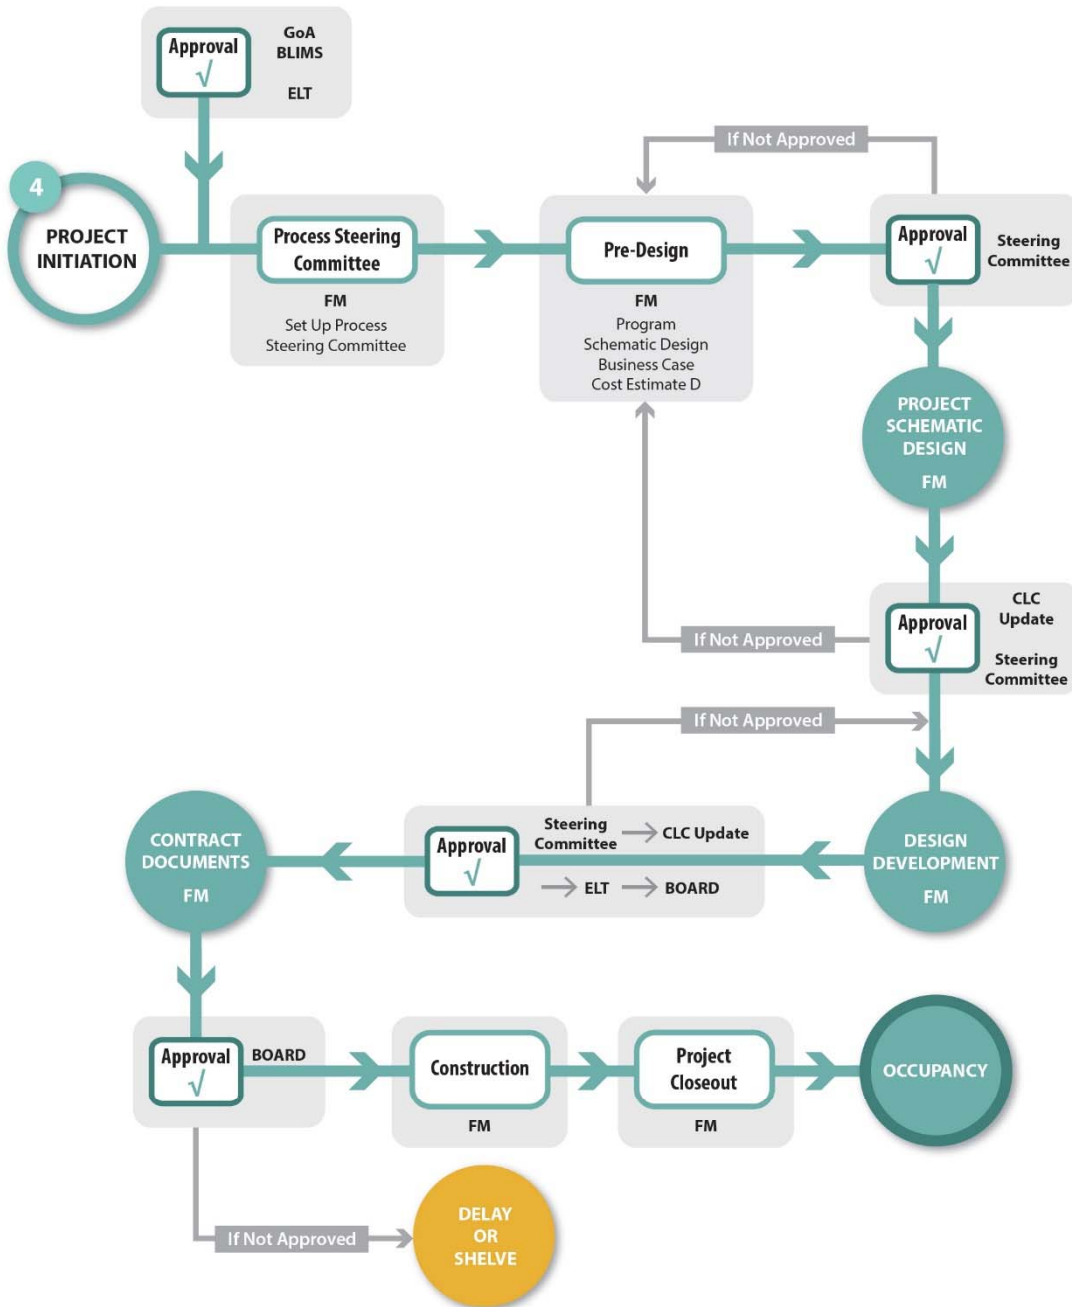 Approval
√
GoA
BLIMS
ELT
4
PROJECT
INITIATION
Process Steering
Committee
FM
Set Up Process
Steering Committee
If Not Approved
Pre-Design
FM
Program
Schematic Design
Business Case
Cost Estimate D
Approval
√
Steering
Committee
PROJECT
SCHEMATIC
DESIGN
FM
If Not Approved
Approval
√
CLC
Update
Steering
Committee
If Not Approved
CONTRACT
DOCUMENTS
FM
Approval
√
Steering
Committee
CLC Update
ELT
BOARD
DESIGN
DEVELOPMENT
FM
Approval
√
BOARD
Construction
FM
Project
Closeout
FM
OCCUPANCY
If Not Approved
DELAY
OR
SHELVE